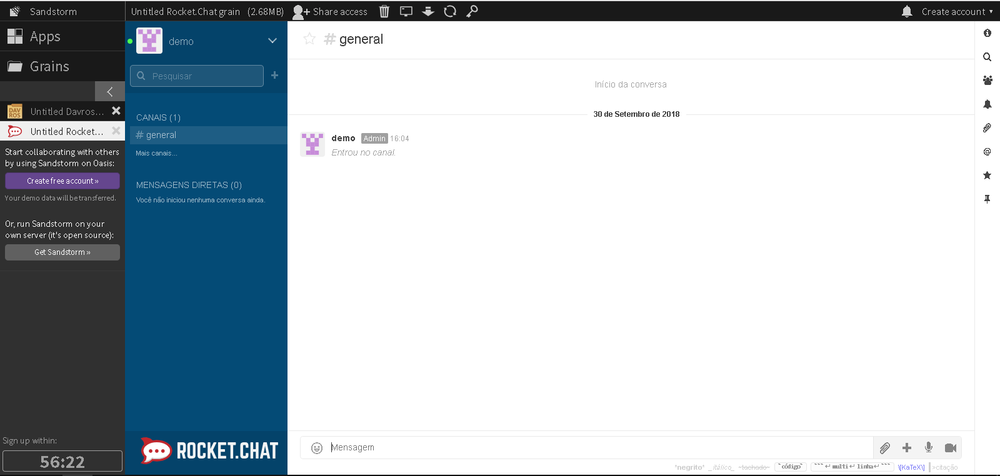 Sandstorm
Untitled Rocket.Chat grain (2.68MB) Share access
Create account ▾
Apps
Grains
Untitled Davros...
Untitled Rocket...
Start collaborating with others
by using Sandstorm on Oasis:
Create free account »
Your demo data will be transferred.
Or, run Sandstorm on your
own server (it's open source):
Get Sandstorm »
Sign up within:
56:22
demo
Pesquisar
CANAIS (1)
# general
Mais canais...
MENSAGENS DIRETAS (0)
Você não iniciou nenhuma conversa ainda.
ROCKET.CHAT
# general
Início da conversa
30 de Setembro de 2018
demo Admin 16:04
Entrou no canal.
Mensagem
*negrito* _itálico_ ~tachado~ `código` ```↵multi↵linha↵``` \[KaTeX\] >citação
DAV
ROS